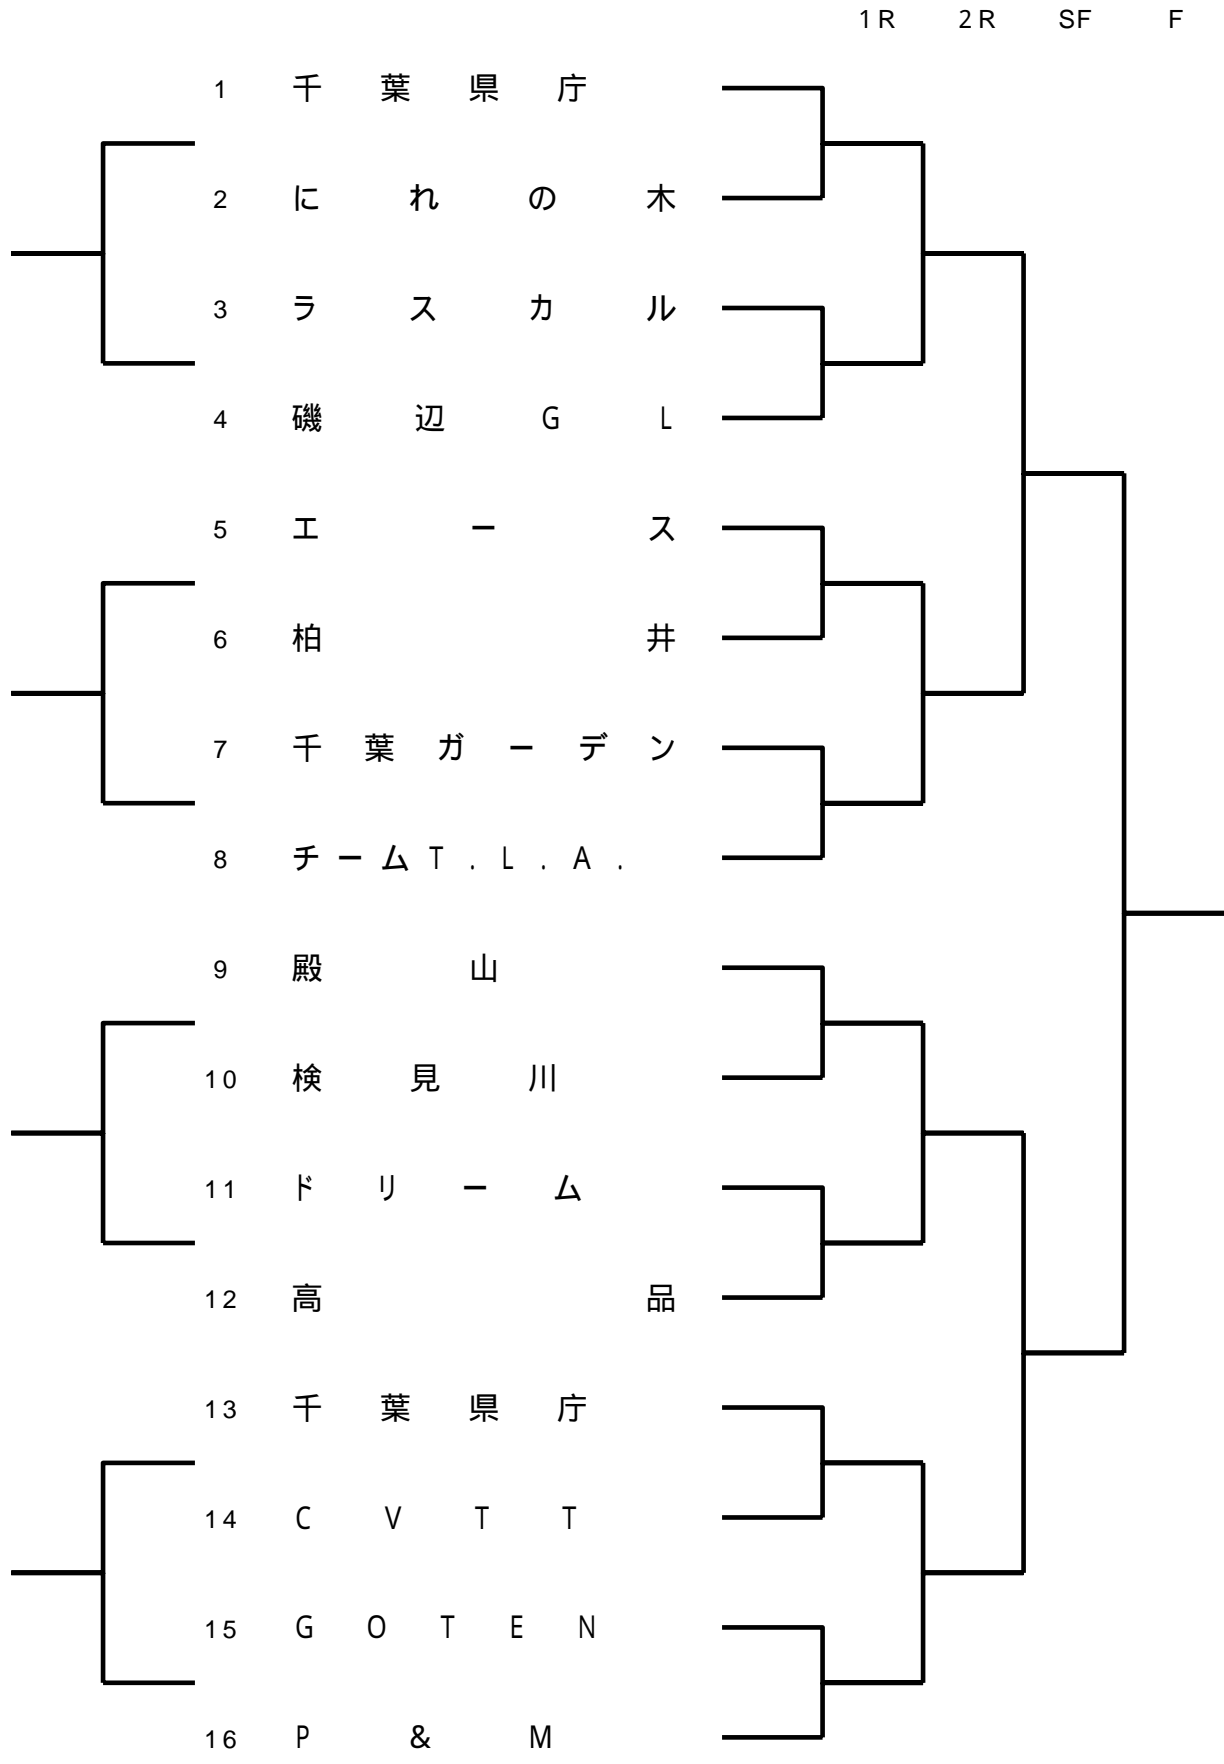 1R 2R SF F
1 千葉県庁
2 にれの木
3 ラスカル
4 磯辺GL
5 エース
6 柏井
7 千葉ガーデン
8 チームT.L.A.
9 殿山
10 検見川
11 ドリーム
12 高品
13 千葉県庁
14 CVTT
15 GOTEN
16 P&M